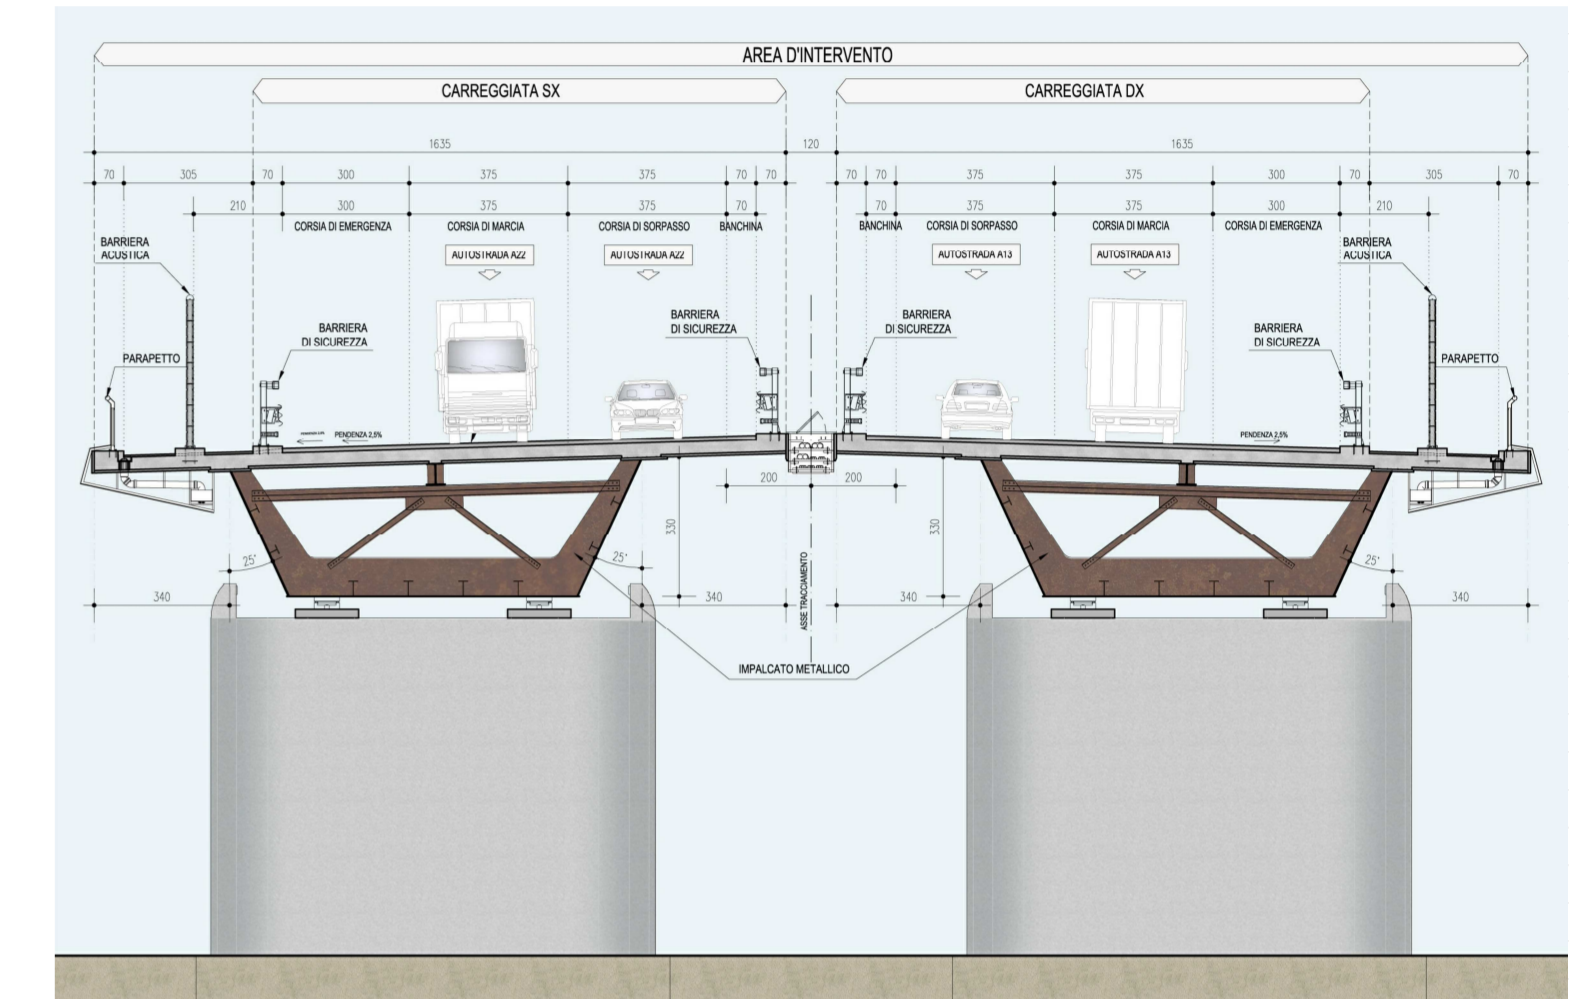 AREA D'INTERVENTO
CARREGGIATA SX
CARREGGIATA DX
1635
120
1635
70
305
70
300
375
375
70
70
70
70
375
375
300
70
305
70
210
300
375
375
70
70
375
375
300
210
CORSIA DI EMERGENZA
CORSIA DI MARCIA
CORSIA DI SORPASSO
BANCHINA
BANCHINA
CORSIA DI SORPASSO
CORSIA DI MARCIA
CORSIA DI EMERGENZA
BARRIERA
ACUSTICA
AUTOSTRADA A22
AUTOSTRADA A22
AUTOSTRADA A13
AUTOSTRADA A13
BARRIERA
ACUSTICA
BARRIERA
DI SICUREZZA
BARRIERA
DI SICUREZZA
BARRIERA
DI SICUREZZA
BARRIERA
DI SICUREZZA
PARAPETTO
PARAPETTO
PENDENZA 2,5%
PENDENZA 2,5%
200
200
330
330
25°
25°
25°
340
340
340
340
ASSE TRACCIAMENTO
IMPALCATO METALLICO